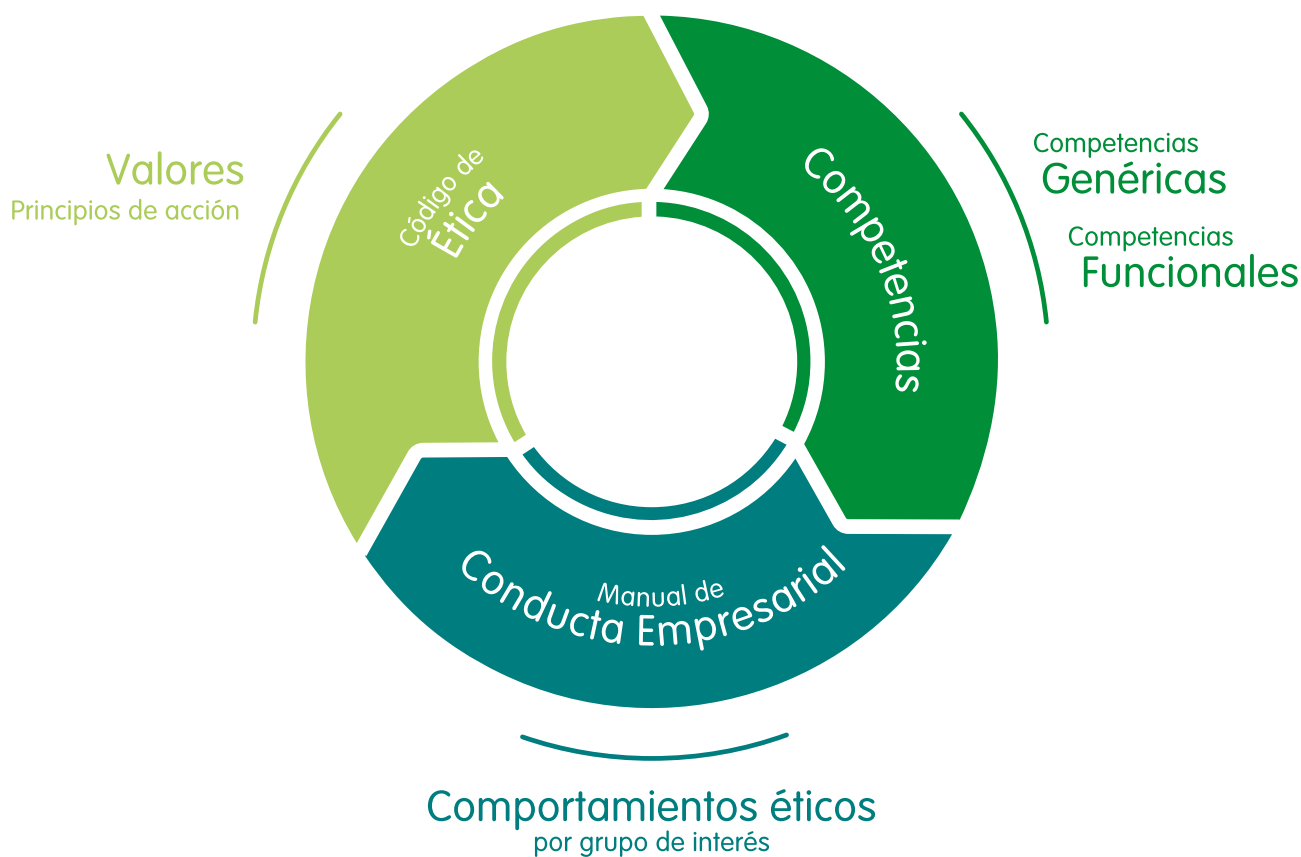 Valores
Principios de acción
Código de
Ética
Competencias
Competencias
Genéricas
Competencias
Funcionales
Manual de
Conducta Empresarial
Comportamientos éticos
por grupo de interés